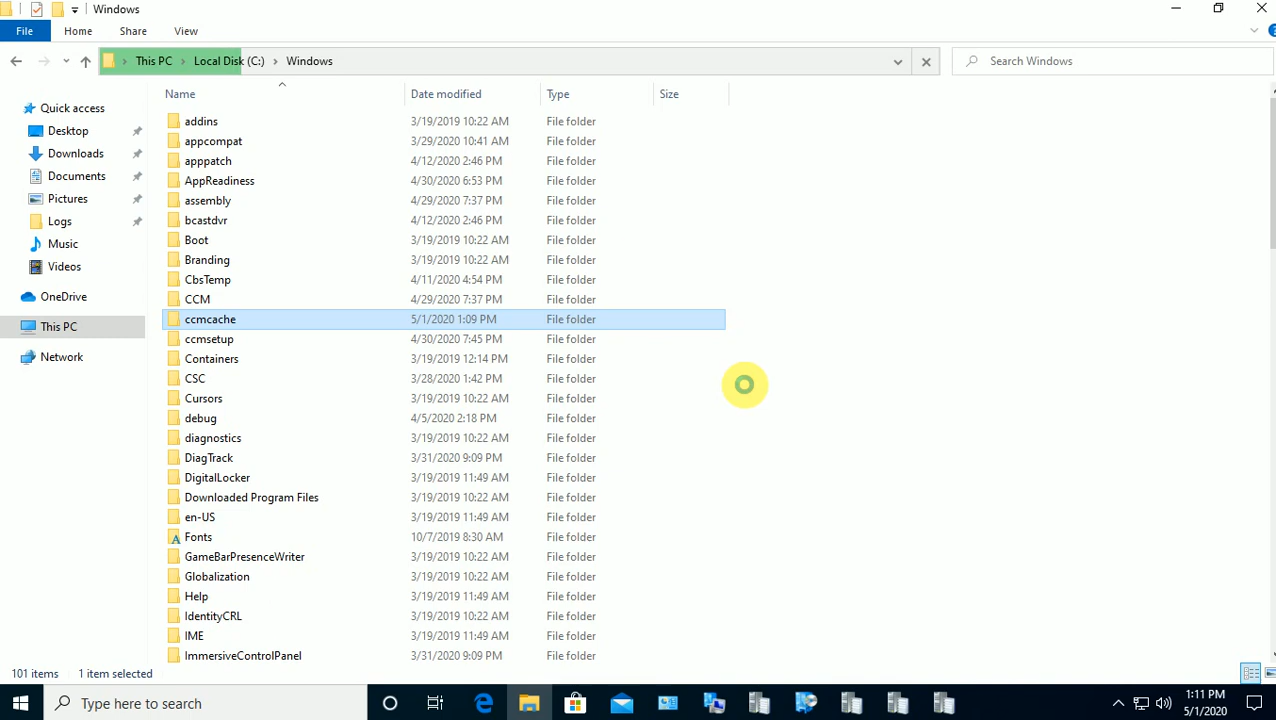 Windows
File Home Share View
This PC Local Disk (C:) Windows
Search Windows
Name Date modified Type Size
Quick access
Desktop
Downloads
Documents
Pictures
Logs
Music
Videos
OneDrive
This PC
Network
addins 3/19/2019 10:22 AM File folder
appcompat 3/29/2020 10:41 AM File folder
apppatch 4/12/2020 2:46 PM File folder
AppReadiness 4/30/2020 6:53 PM File folder
assembly 4/29/2020 7:37 PM File folder
bcastdvr 4/12/2020 2:46 PM File folder
Boot 3/19/2019 10:22 AM File folder
Branding 3/19/2019 10:22 AM File folder
CbsTemp 4/11/2020 4:54 PM File folder
CCM 4/29/2020 7:37 PM File folder
ccmcache 5/1/2020 1:09 PM File folder
ccmsetup 4/30/2020 7:45 PM File folder
Containers 3/19/2019 12:14 PM File folder
CSC 3/28/2020 1:42 PM File folder
Cursors 3/19/2019 10:22 AM File folder
debug 4/5/2020 2:18 PM File folder
diagnostics 3/19/2019 10:22 AM File folder
DiagTrack 3/31/2020 9:09 PM File folder
DigitalLocker 3/19/2019 11:49 AM File folder
Downloaded Program Files 3/19/2019 10:22 AM File folder
en-US 3/19/2019 11:49 AM File folder
Fonts 10/7/2019 8:30 AM File folder
GameBarPresenceWriter 3/19/2019 10:22 AM File folder
Globalization 3/19/2019 10:22 AM File folder
Help 3/19/2019 11:49 AM File folder
IdentityCRL 3/19/2019 10:22 AM File folder
IME 3/19/2019 11:49 AM File folder
ImmersiveControlPanel 3/31/2020 9:09 PM File folder
101 items 1 item selected
Type here to search
1:11 PM
5/1/2020